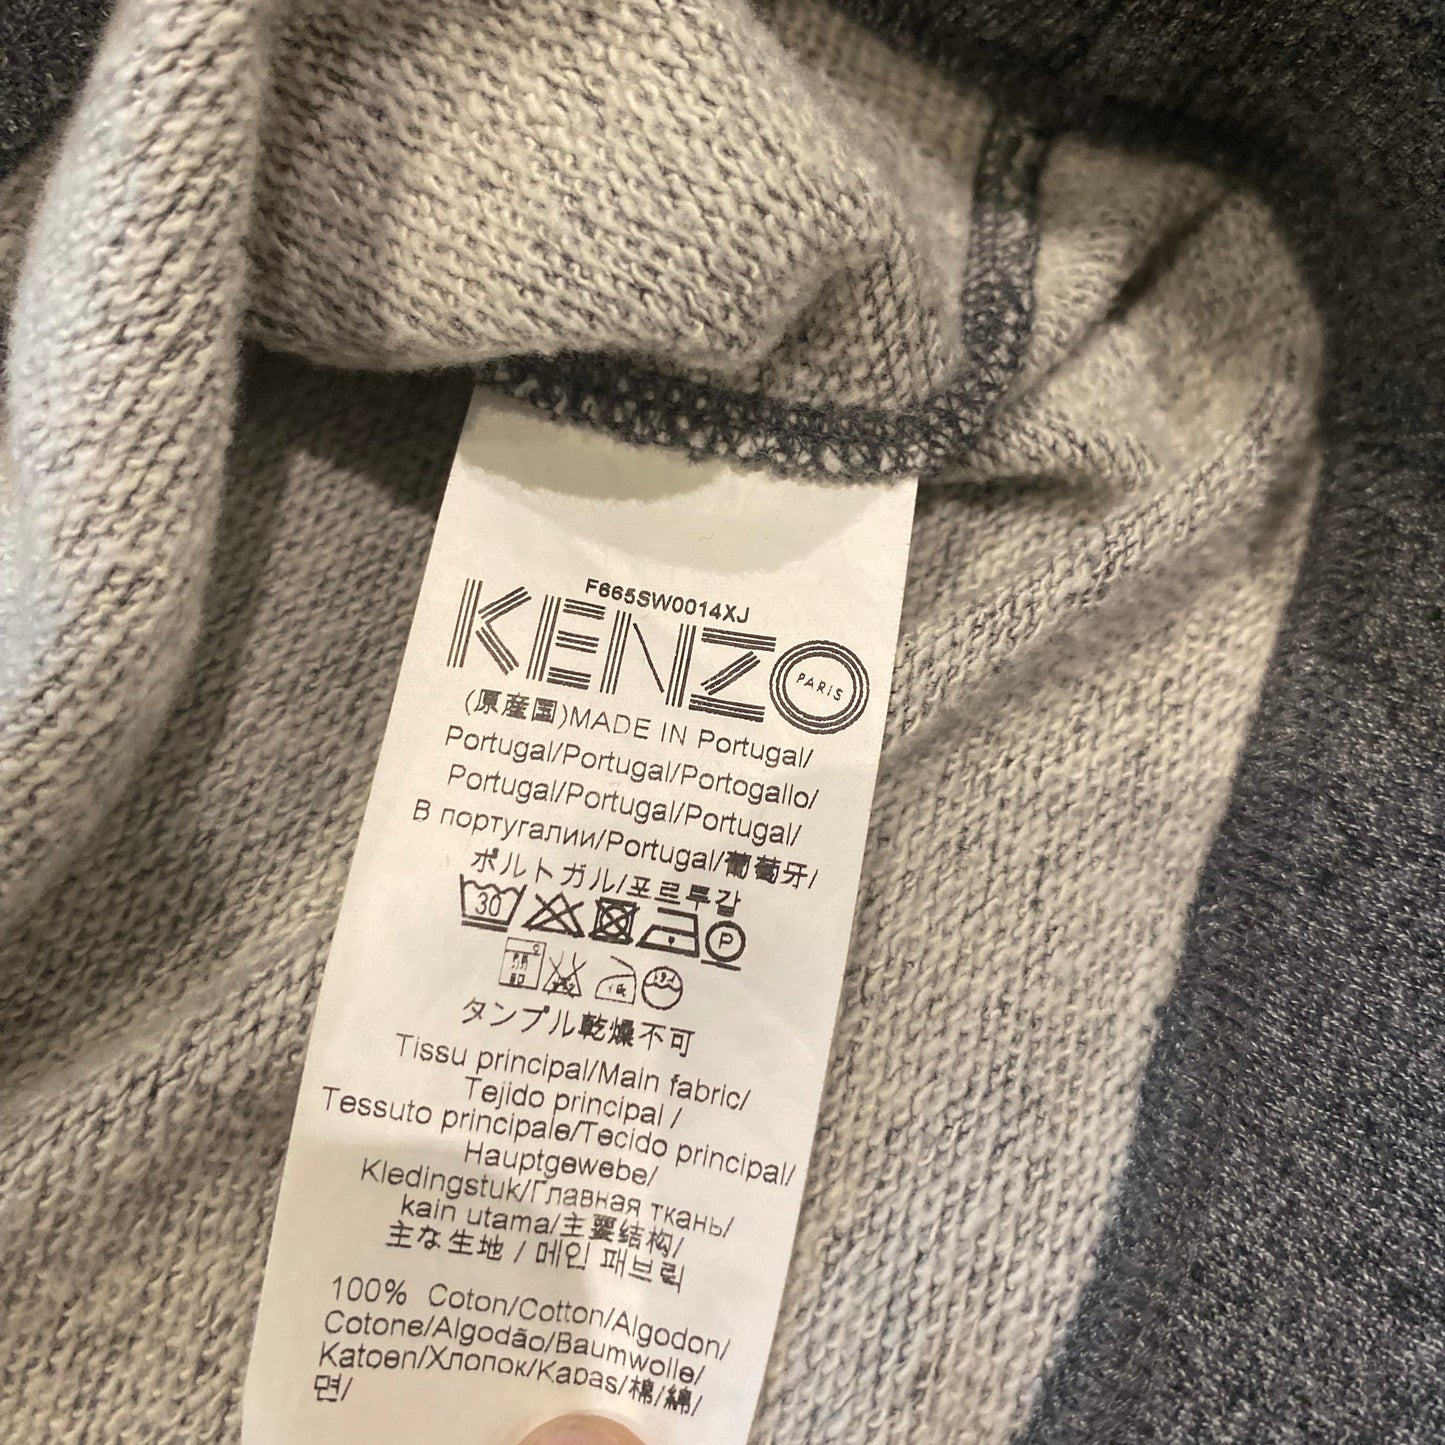 F665SW0014XJ
KENZO
PARIS
(原産国)MADE IN Portugal/
Portugal/Portugal/Portogallo/
Portugal/Portugal/Portugal/
В португалии/Portugal/葡萄牙/
ポルトガル/포르투갈
30
P
タンブル乾燥不可
Tissu principal/Main fabric/
Tejido principal /
Tessuto principale/Tecido principal/
Hauptgewebe/
Kledingstuk/Главная ткань/
kain utama/主要结构/
主な生地 / 메인 패브릭
100% Coton/Cotton/Algodon/
Cotone/Algodão/Baumwolle/
Katoen/Хлопок/Kapas/棉/綿/
면/